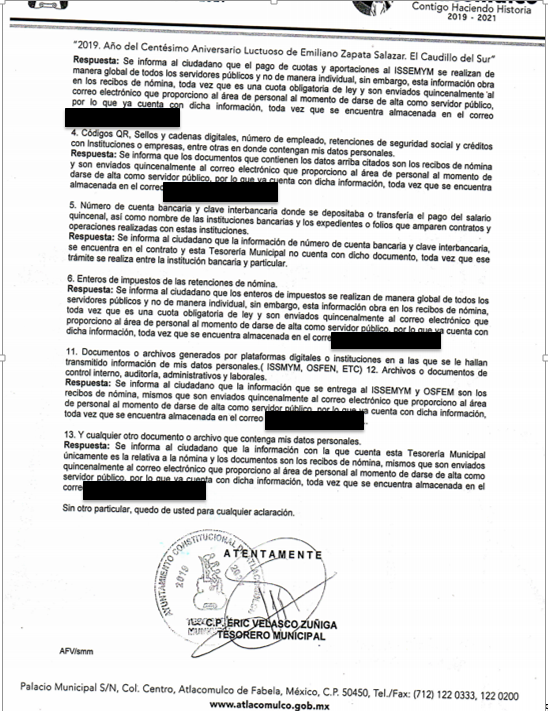 Contigo Haciendo Historia
2019 - 2021
"2019. Año del Centésimo Aniversario Luctuoso de Emiliano Zapata Salazar. El Caudillo del Sur"
Respuesta: Se informa al ciudadano que el pago de cuotas y aportaciones al ISSEMYM se realizan de
manera global de todos los servidores públicos y no de manera individual, sin embargo, esta información obra
en los recibos de nómina, toda vez que es una cuota obligatoria de ley y son enviados quincenalmente al
correo electrónico que proporciono al área de personal al momento de darse de alta como servidor público,
por lo que ya cuenta con dicha información, toda vez que se encuentra almacenada en el correo
4. Códigos QR, Sellos y cadenas digitales, número de empleado, retenciones de seguridad social y créditos
con Instituciones o empresas, entre otras en donde contengan mis datos personales.
Respuesta: Se informa que los documentos que contienen los datos arriba citados son los recibos de nómina
y son enviados quincenalmente al correo electrónico que proporciono al área de personal al momento de
darse de alta como servidor público, por lo que ya cuenta con dicha información, toda vez que se encuentra
almacenada en el correo
5. Número de cuenta bancaria y clave interbancaria donde se depositaba o transfería el pago del salario
quincenal, así como nombre de las instituciones bancarias y los expedientes o folios que amparen contratos y
operaciones realizadas con estas instituciones.
Respuesta: Se informa al ciudadano que la información de número de cuenta bancaria y clave interbancaria,
se encuentra en el contrato y esta Tesorería Municipal no cuenta con dicho documento, toda vez que ese
trámite se realiza entre la institución bancaria y particular.
6. Enteros de impuestos de las retenciones de nómina.
Respuesta: Se informa al ciudadano que los enteros de impuestos se realizan de manera global de todos los
servidores públicos y no de manera individual, sin embargo, esta información obra en los recibos de nómina,
toda vez que es una cuota obligatoria de ley y son enviados quincenalmente al correo electrónico que
proporciono al área de personal al momento de darse de alta como servidor público, por lo que ya cuenta con
dicha información, toda vez que se encuentra almacenada en el correo
11. Documentos o archivos generados por plataformas digitales o instituciones en a las que se le hallan
transmitido información de mis datos personales.( ISSMYM, OSFEN, ETC) 12. Archivos o documentos de
control interno, auditoría, administrativos y laborales.
Respuesta: Se informa al ciudadano que la información que se entrega al ISSEMYM y OSFEM son los
recibos de nómina, mismos que son enviados quincenalmente al correo electrónico que proporciono al área
de personal al momento de darse de alta como servidor público, por lo que ya cuenta con dicha información,
toda vez que se encuentra almacenada en el correo
13. Y cualquier otro documento o archivo que contenga mis datos personales.
Respuesta: Se informa al ciudadano que la información con la que cuenta esta Tesorería Municipal
únicamente es la relativa a la nómina y los documentos son los recibos de nómina, mismos que son enviados
quincenalmente al correo electrónico que proporciono al área de personal al momento de darse de alta como
servidor público, por lo que ya cuenta con dicha información, toda vez que se encuentra almacenada en el
correo
Sin otro particular, quedo de usted para cualquier aclaración.
AYUNTAMIENTO CONSTITUCIONAL DE ATLACOMULCO
2019
ATENTAMENTE
C.P. ERIC VELASCO ZUÑIGA
TESORERO MUNICIPAL
AFV/smm
Palacio Municipal S/N, Col. Centro, Atlacomulco de Fabela, México, C.P. 50450, Tel./Fax: (712) 122 0333, 122 0200
www.atlacomulco.gob.mx